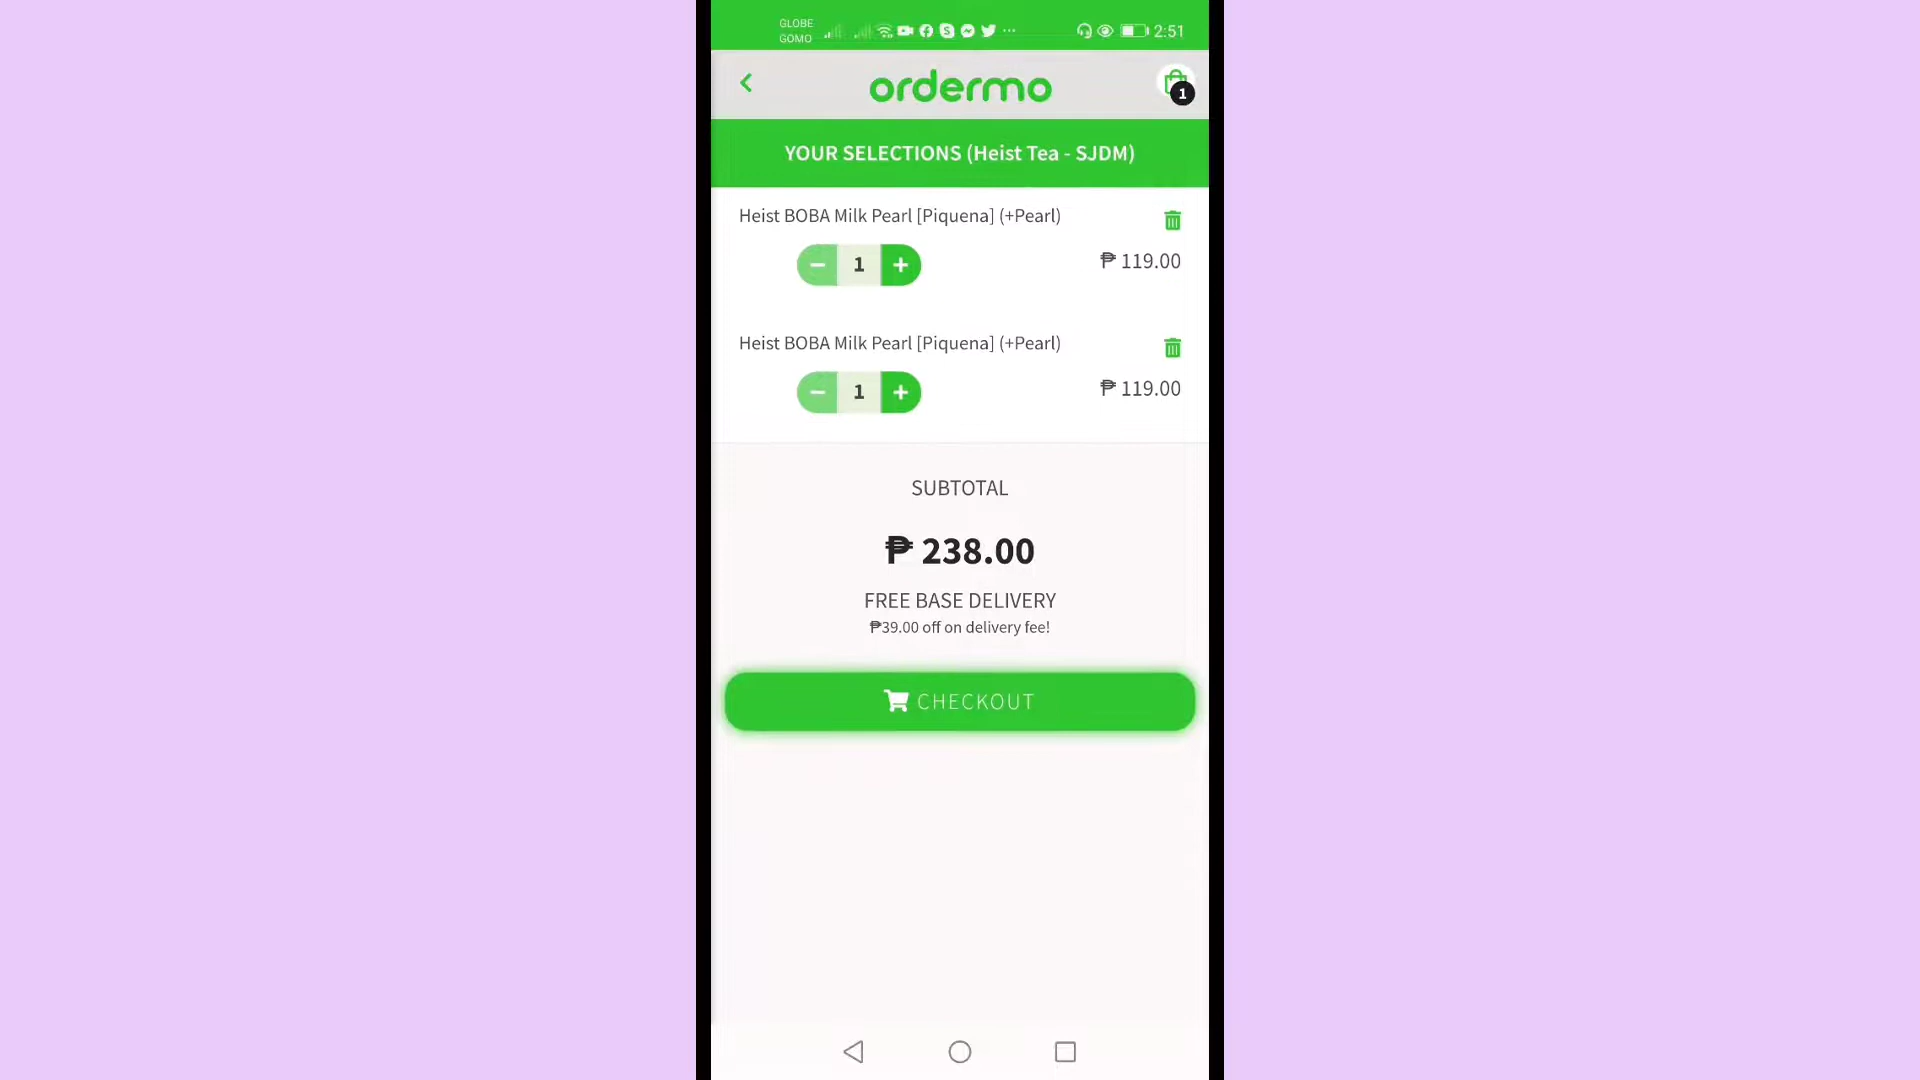 GLOBE
GOMO
2:51
ordermo
1
YOUR SELECTIONS (Heist Tea - SJDM)
Heist BOBA Milk Pearl [Piquena] (+Pearl)
1
₱ 119.00
Heist BOBA Milk Pearl [Piquena] (+Pearl)
1
₱ 119.00
SUBTOTAL
₱ 238.00
FREE BASE DELIVERY
₱39.00 off on delivery fee!
CHECKOUT